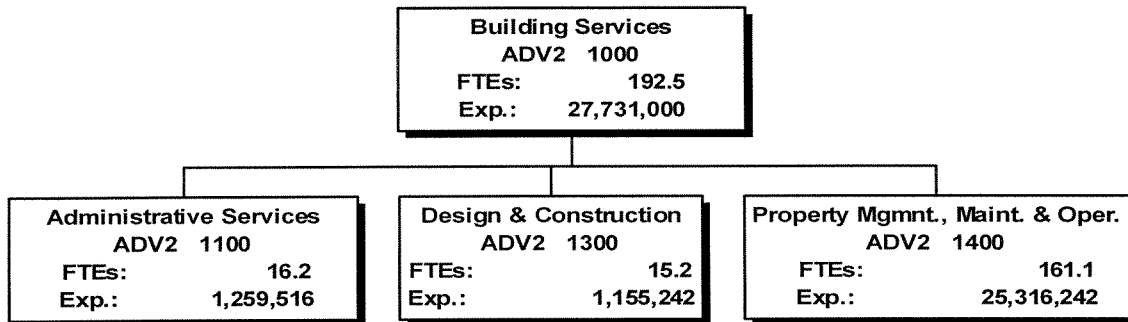 Building Services
ADV2 1000
FTEs: 192.5
Exp.: 27,731,000
Administrative Services
ADV2 1100
FTEs: 16.2
Exp.: 1,259,516
Design & Construction
ADV2 1300
FTEs: 15.2
Exp.: 1,155,242
Property Mgmnt., Maint. & Oper.
ADV2 1400
FTEs: 161.1
Exp.: 25,316,242